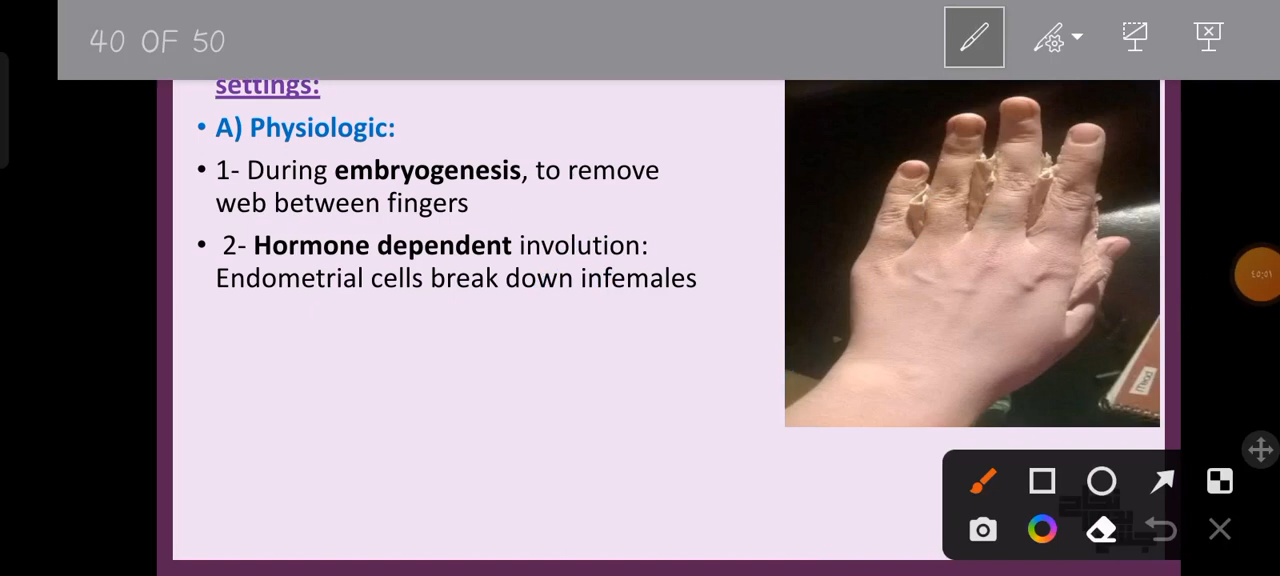 40 OF 50
settings:
• A) Physiologic:
• 1- During embryogenesis, to remove
web between fingers
• 2- Hormone dependent involution:
Endometrial cells break down infemales